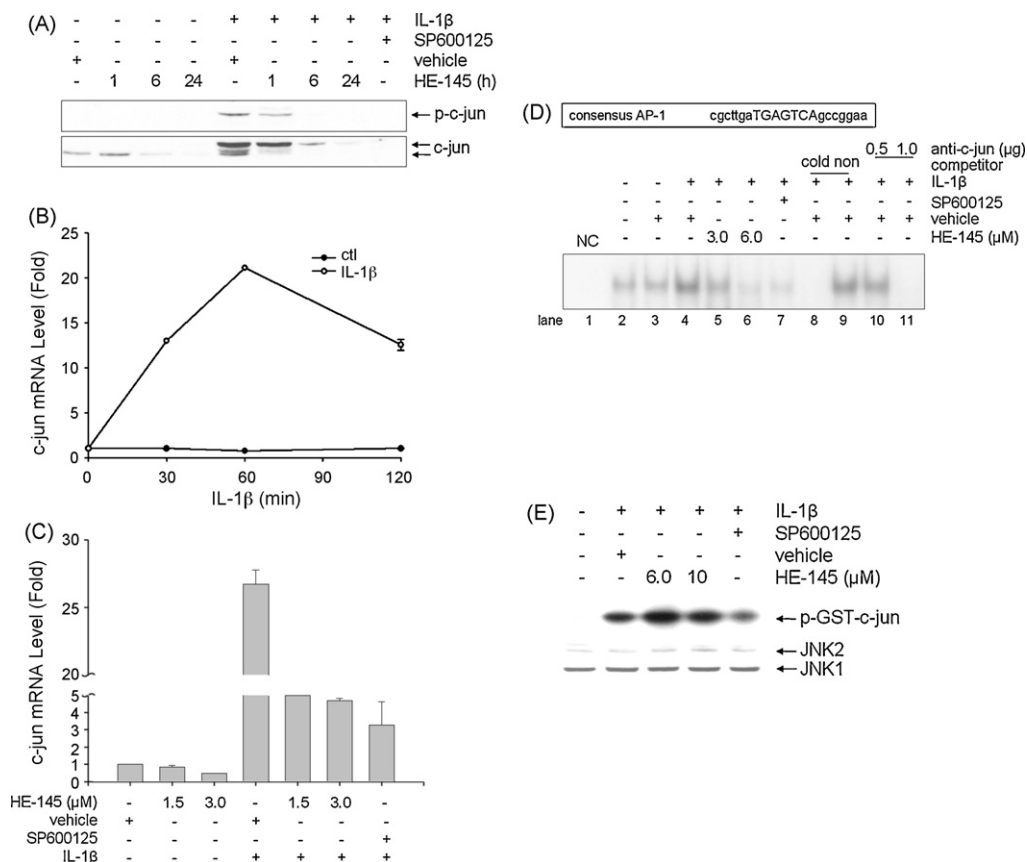 (A)
- - - - + + + + + IL-1β
- - - - - - - - + SP600125
+ - - - + - - - - vehicle
- 1 6 24 - 1 6 24 - HE-145 (h)
p-c-jun
c-jun
(B)
c-jun mRNA Level (Fold)
25
20
15
10
5
0
ctl
IL-1β
0 30 60 90 120
IL-1β (min)
(C)
c-jun mRNA Level (Fold)
30
20
5
4
3
2
1
0
HE-145 (µM) - 1.5 3.0 - 1.5 3.0 -
vehicle + - - + - - -
SP600125 - - - - - - +
IL-1β - - - + + + +
(D)
consensus AP-1 cgcttgaTGAGTCAgccggaa
0.5 1.0 anti-c-jun (µg)
cold non competitor
- - + + + + + + + + IL-1β
- - - - - + - - - - SP600125
- + + - - - + + + + vehicle
NC - - - 3.0 6.0 - - - - - HE-145 (µM)
lane 1 2 3 4 5 6 7 8 9 10 11
(E)
- + + + + IL-1β
- - - - + SP600125
- + - - - vehicle
- - 6.0 10 - HE-145 (µM)
p-GST-c-jun
JNK2
JNK1